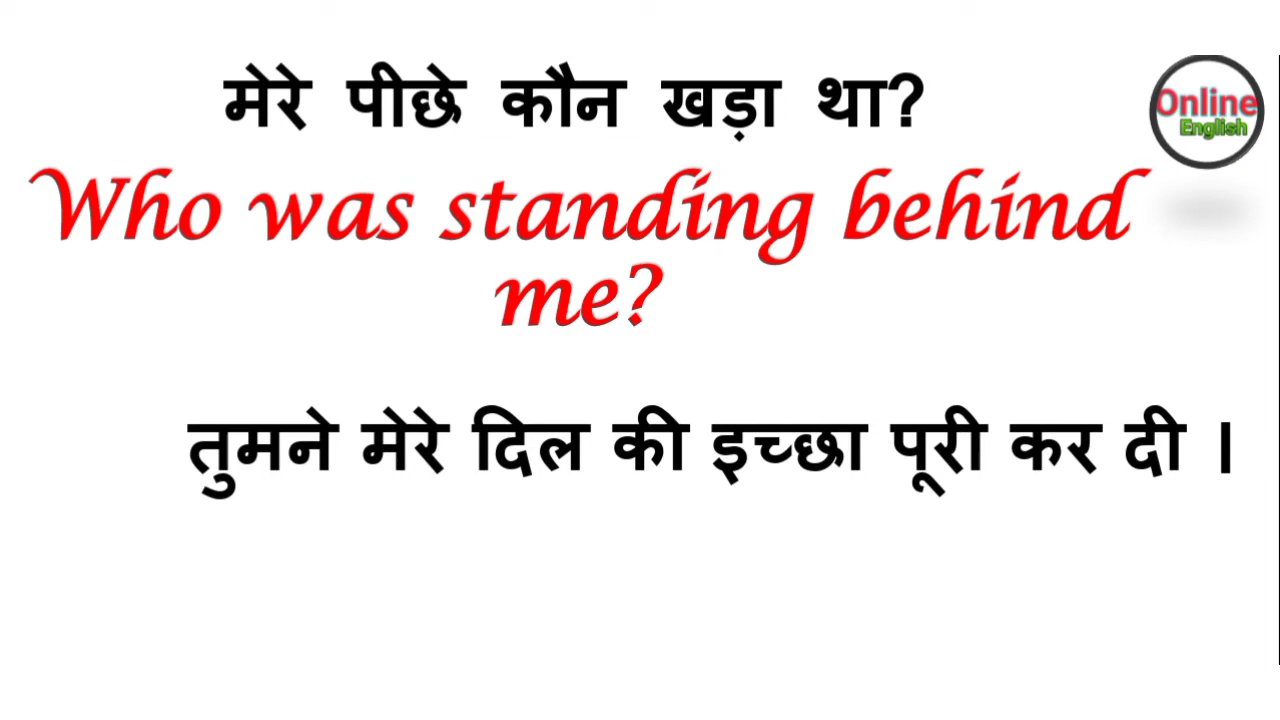 मेरे पीछे कौन खड़ा था?
Online
English
Who was standing behind
me?
तुमने मेरे दिल की इच्छा पूरी कर दी ।